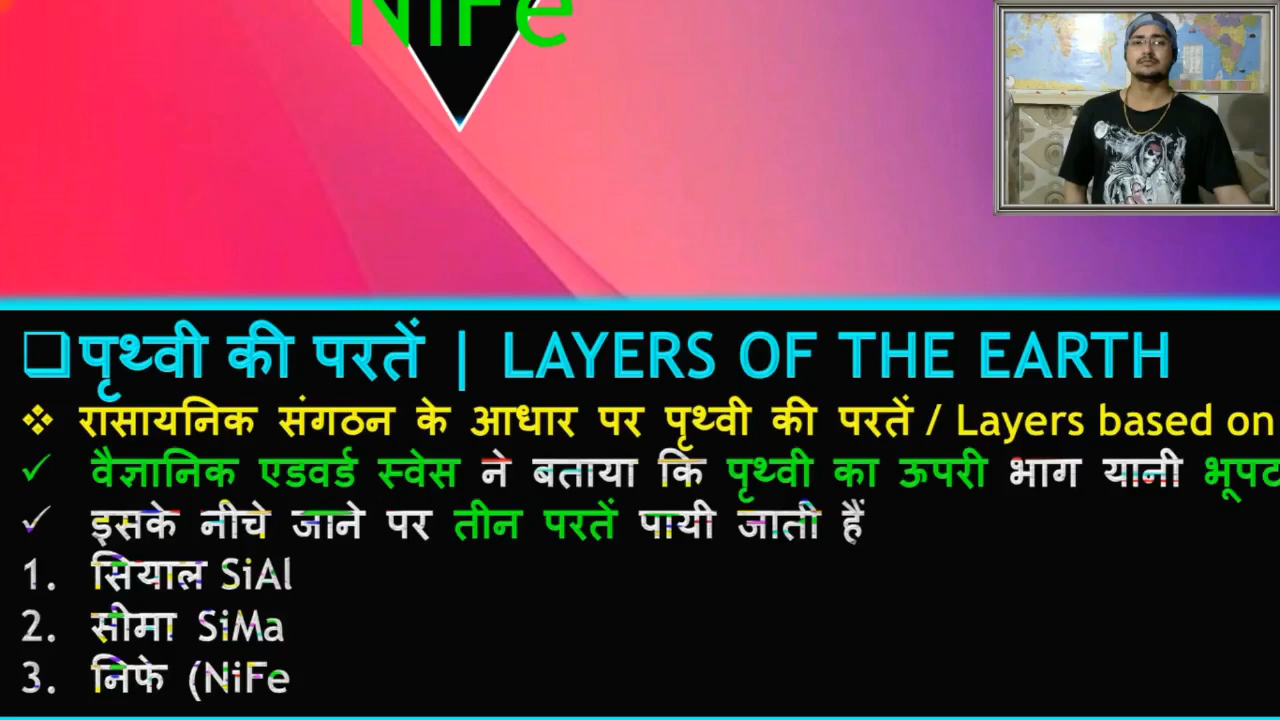 NiFe
❑पृथ्वी की परतें | LAYERS OF THE EARTH
❖ रासायनिक संगठन के आधार पर पृथ्वी की परतें / Layers based on
✓ वैज्ञानिक एडवर्ड स्वेस ने बताया कि पृथ्वी का ऊपरी भाग यानी
✓ इसके नीचे जाने पर तीन परतें पायी जाती हैं
1. सियाल SiAl
2. सीमा SiMa
3. निफे (NiFe